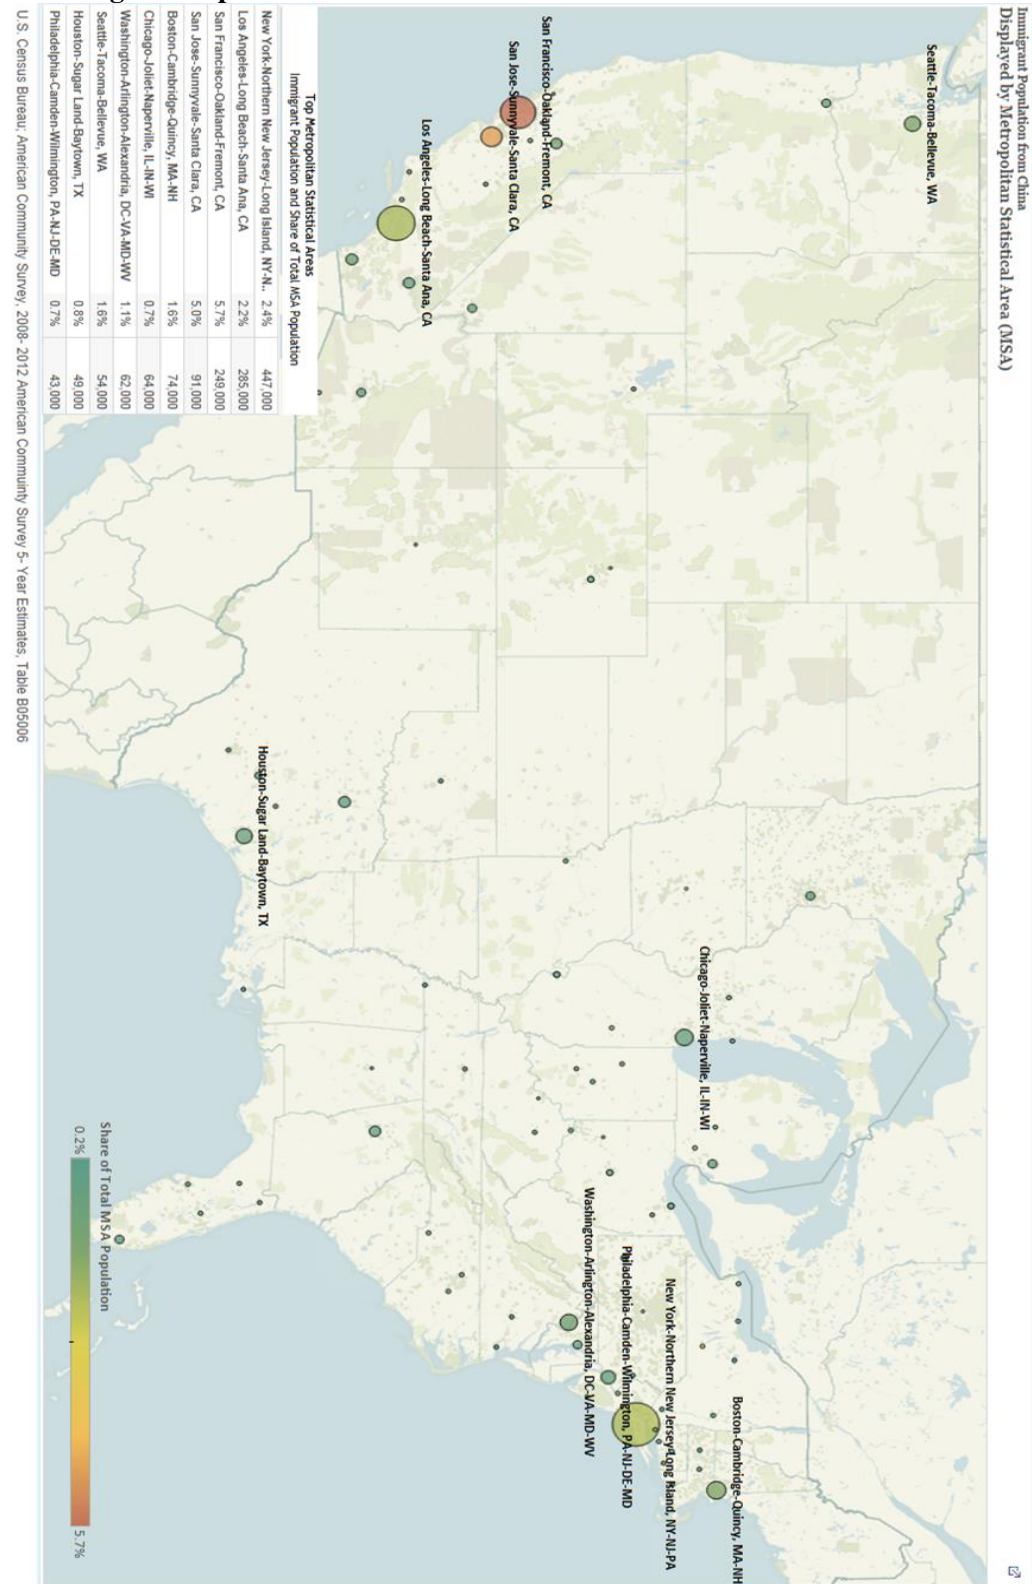 Immigrant Population from China
Displayed by Metropolitan Statistical Area (MSA)
Seattle-Tacoma-Bellevue, WA
San Francisco-Oakland-Fremont, CA
San Jose-Sunnyvale-Santa Clara, CA
Los Angeles-Long Beach-Santa Ana, CA
Houston-Sugar Land-Baytown, TX
Chicago-Joliet-Naperville, IL-IN-WI
Washington-Arlington-Alexandria, DC-VA-MD-WV
Philadelphia-Camden-Wilmington, PA-NJ-DE-MD
New York-Northern New Jersey-Long Island, NY-NJ-PA
Boston-Cambridge-Quincy, MA-NH
Top Metropolitan Statistical Areas
Immigrant Population and Share of Total MSA Population
New York-Northern New Jersey-Long Island, NY-N.. 2.4% 447,000
Los Angeles-Long Beach-Santa Ana, CA 2.2% 285,000
San Francisco-Oakland-Fremont, CA 5.7% 249,000
San Jose-Sunnyvale-Santa Clara, CA 5.0% 91,000
Boston-Cambridge-Quincy, MA-NH 1.6% 74,000
Chicago-Joliet-Naperville, IL-IN-WI 0.7% 64,000
Washington-Arlington-Alexandria, DC-VA-MD-WV 1.1% 62,000
Seattle-Tacoma-Bellevue, WA 1.6% 54,000
Houston-Sugar Land-Baytown, TX 0.8% 49,000
Philadelphia-Camden-Wilmington, PA-NJ-DE-MD 0.7% 43,000
Share of Total MSA Population
0.2% 5.7%
U.S. Census Bureau; American Community Survey, 2008- 2012 American Commuinty Survey 5- Year Estimates, Table B05006